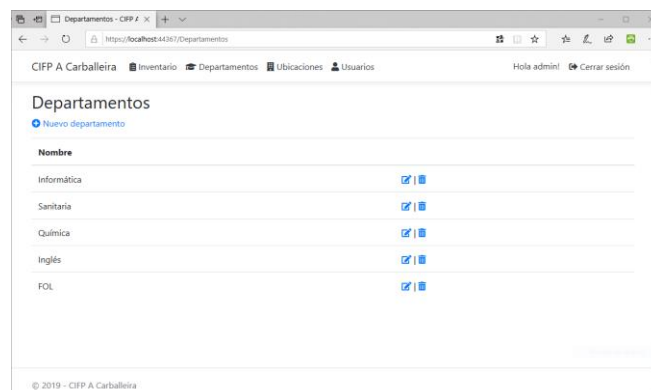 Departamentos - CIFP A
https://localhost:44367/Departamentos
CIFP A Carballeira Inventario Departamentos Ubicaciones Usuarios Hola admin! Cerrar sesión
Departamentos
Nuevo departamento
Nombre
Informática
Sanitaria
Química
Inglés
FOL
© 2019 - CIFP A Carballeira